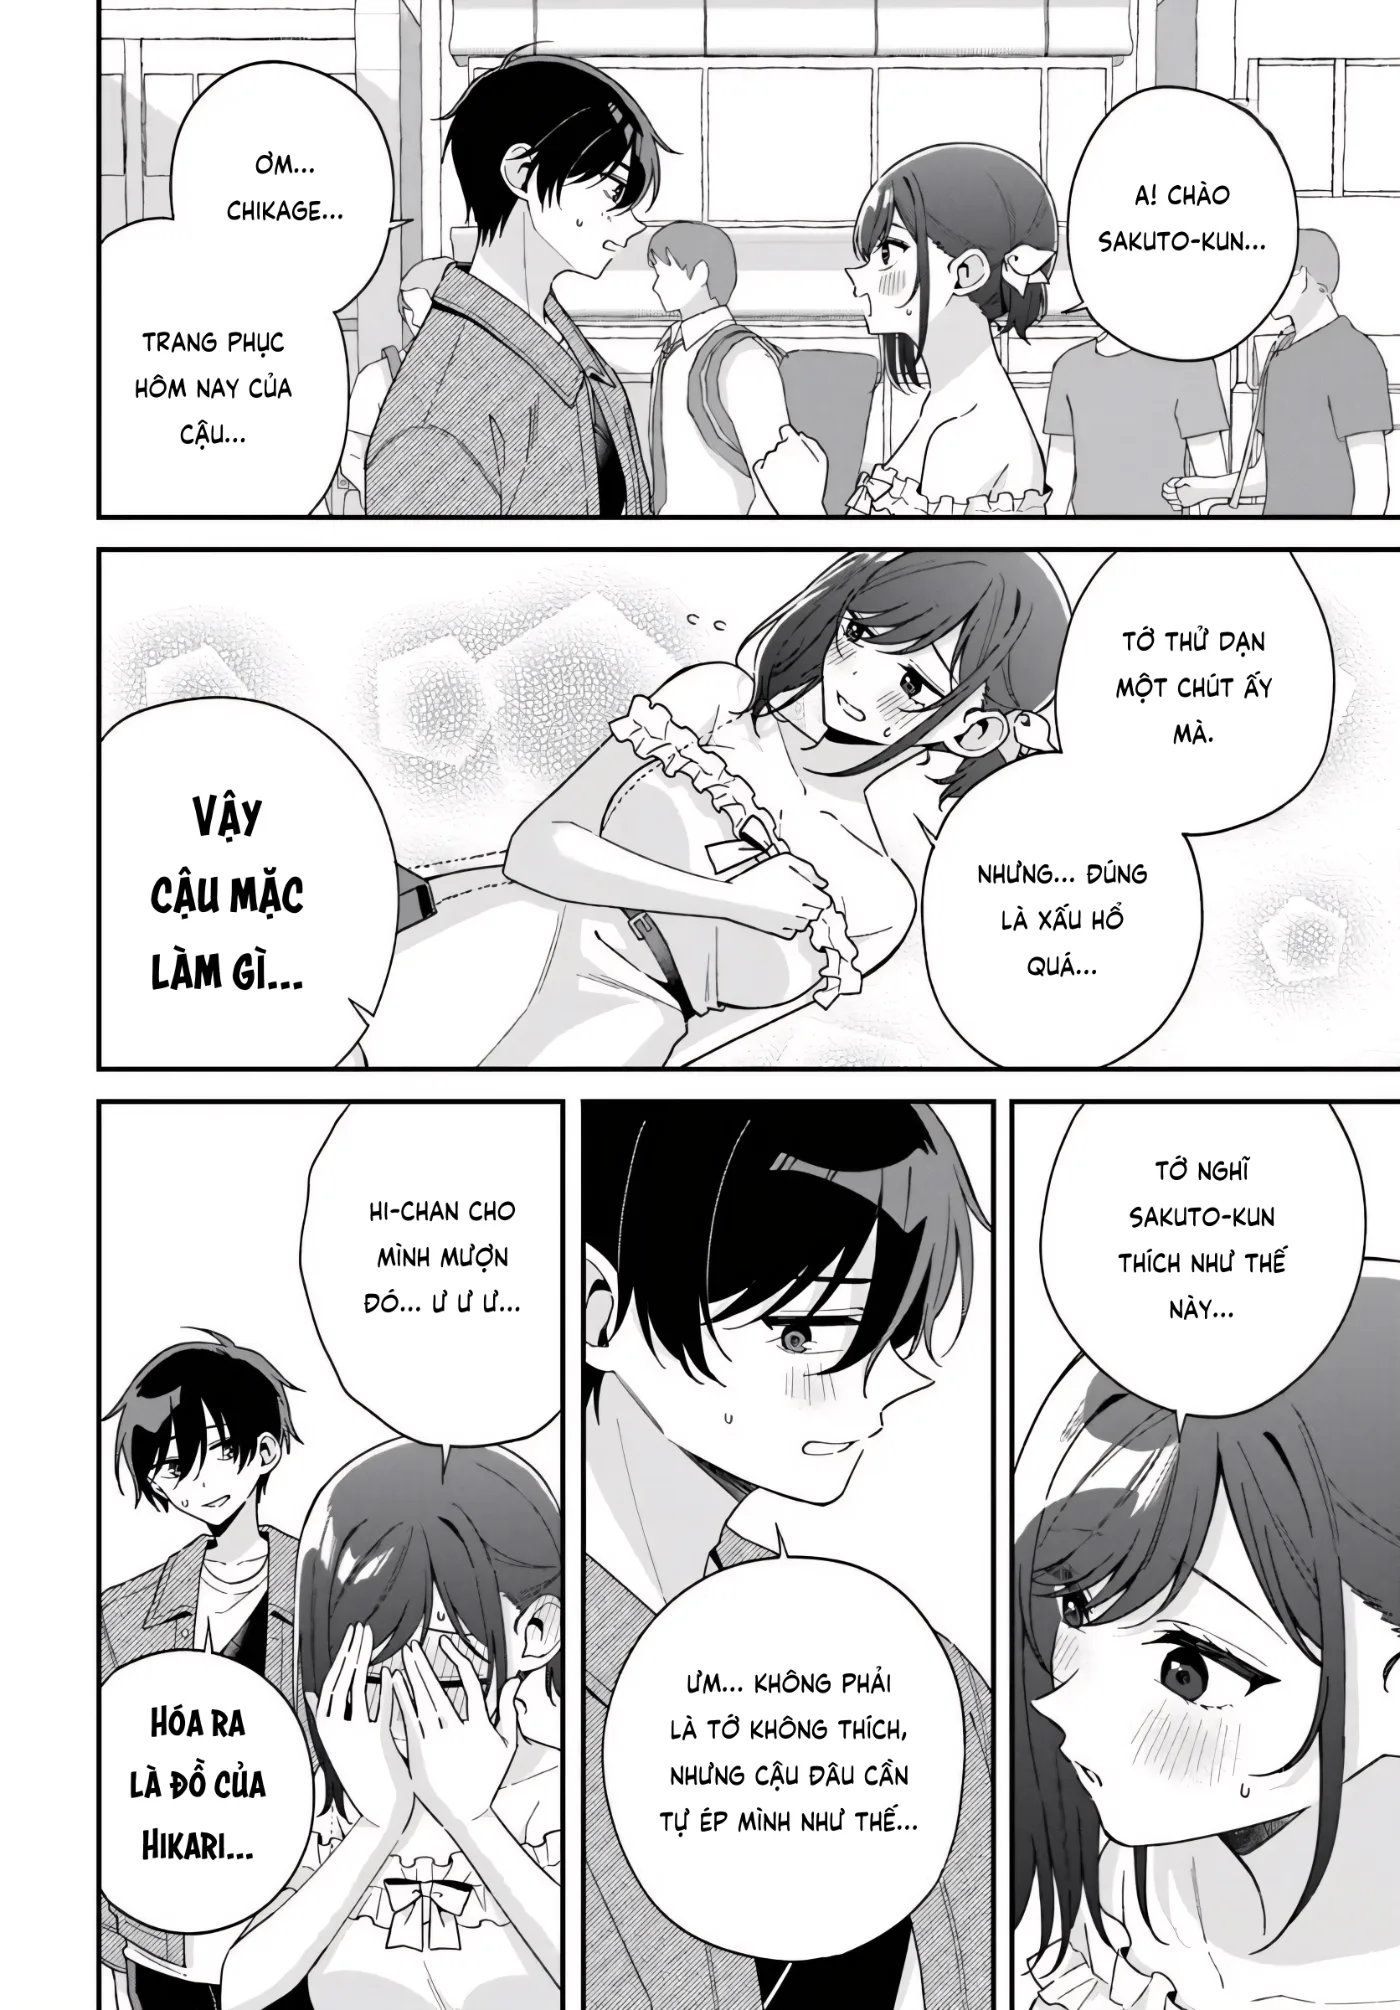 A! CHÀO
SAKUTO-KUN...
ƠM...
CHIKAGE...
TRANG PHỤC
HÔM NAY CỦA
CẬU...
TỚ THỬ DẠN
MỘT CHÚT ẤY
MÀ.
NHƯNG... ĐÚNG
LÀ XẤU HỔ
QUÁ...
VẬY
CẬU MẶC
LÀM GÌ...
TỚ NGHĨ
SAKUTO-KUN
THÍCH NHƯ THẾ
NÀY...
ƯM... KHÔNG PHẢI
LÀ TỚ KHÔNG THÍCH,
NHƯNG CẬU ĐÂU CẦN
TỰ ÉP MÌNH NHƯ THẾ...
HI-CHAN CHO
MÌNH MƯỢN
ĐÓ... Ư Ư Ư...
HÓA RA
LÀ ĐỒ CỦA
HIKARI...